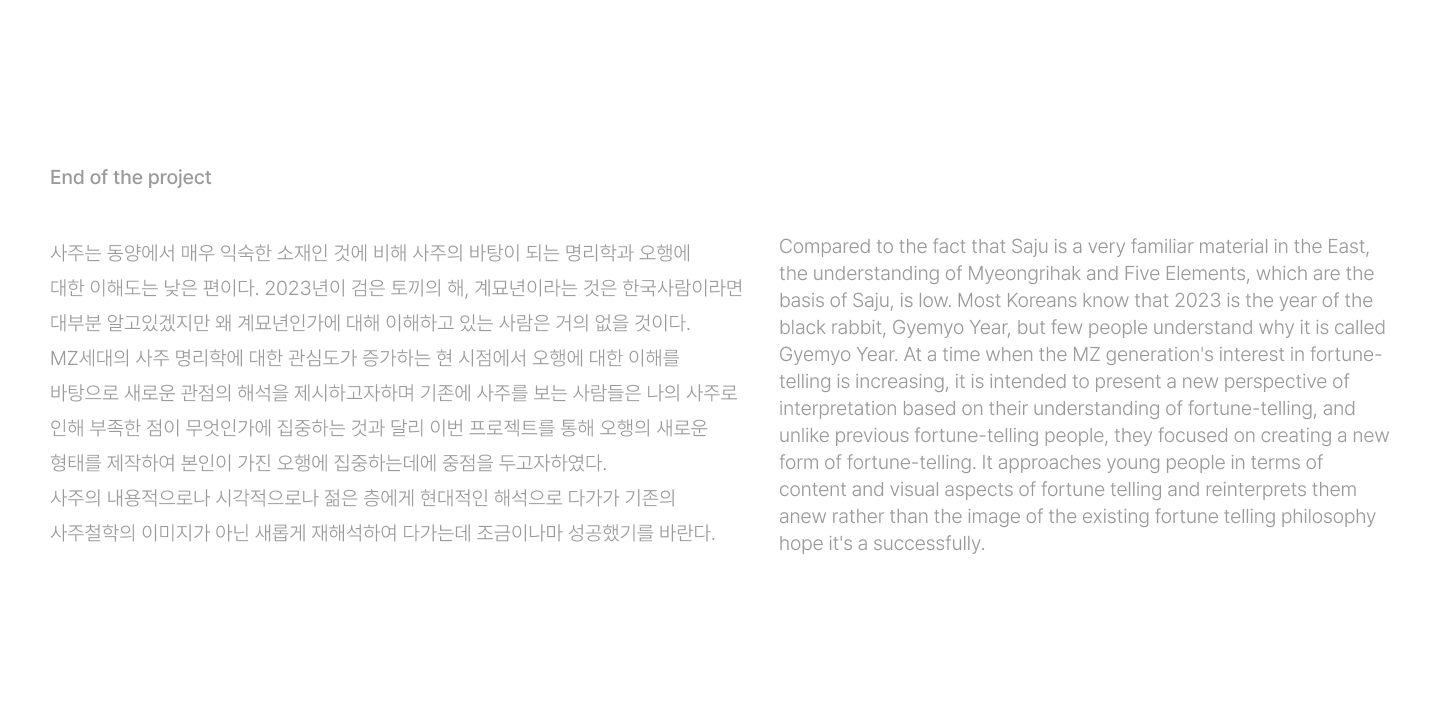 End of the project
사주는 동양에서 매우 익숙한 소재인 것에 비해 사주의 바탕이 되는 명리학과 오행에
대한 이해도는 낮은 편이다. 2023년이 검은 토끼의 해, 계묘년이라는 것은 한국사람이라면
대부분 알고있겠지만 왜 계묘년인가에 대해 이해하고 있는 사람은 거의 없을 것이다.
MZ세대의 사주 명리학에 대한 관심도가 증가하는 현 시점에서 오행에 대한 이해를
바탕으로 새로운 관점의 해석을 제시하고자하며 기존에 사주를 보는 사람들은 나의 사주로
인해 부족한 점이 무엇인가에 집중하는 것과 달리 이번 프로젝트를 통해 오행의 새로운
형태를 제작하여 본인이 가진 오행에 집중하는데에 중점을 두고자하였다.
사주의 내용적으로나 시각적으로나 젊은 층에게 현대적인 해석으로 다가가 기존의
사주철학의 이미지가 아닌 새롭게 재해석하여 다가는데 조금이나마 성공했기를 바란다.
Compared to the fact that Saju is a very familiar material in the East,
the understanding of Myeongrihak and Five Elements, which are the
basis of Saju, is low. Most Koreans know that 2023 is the year of the
black rabbit, Gyemyo Year, but few people understand why it is called
Gyemyo Year. At a time when the MZ generation's interest in fortune-
telling is increasing, it is intended to present a new perspective of
interpretation based on their understanding of fortune-telling, and
unlike previous fortune-telling people, they focused on creating a new
form of fortune-telling. It approaches young people in terms of
content and visual aspects of fortune telling and reinterprets them
anew rather than the image of the existing fortune telling philosophy
hope it's a successfully.